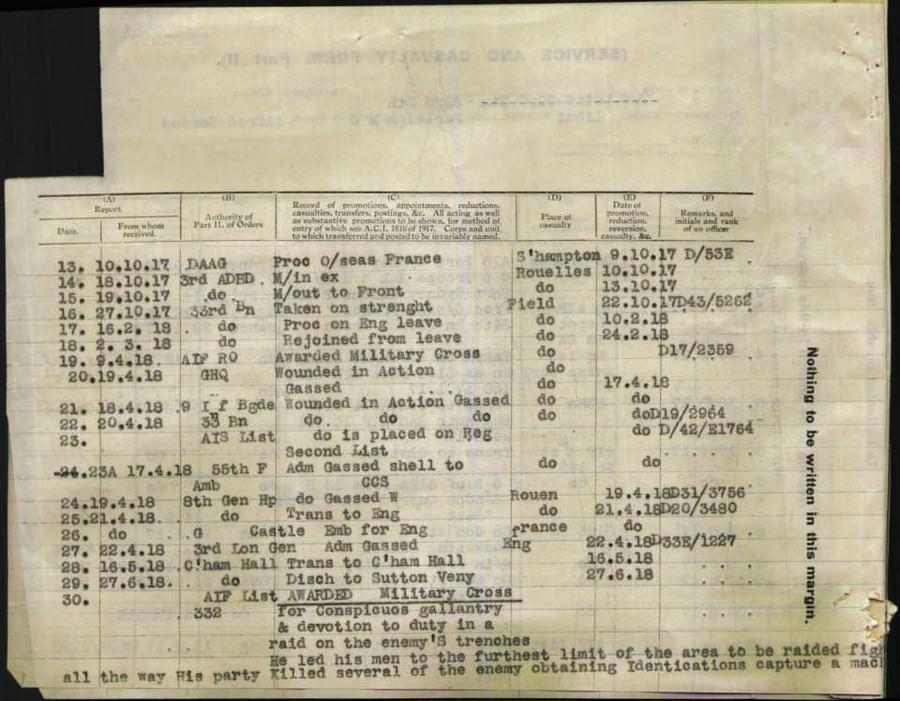 (SERVICE AND CASUALTY FORM Part II).
(A) (B) (C) (D) (E) (F)
Report
Date. From whom received.
Authority of Part II. of Orders
Record of promotions, appointments, reductions,
casualties, transfers, postings, &c. All acting as well
as substantive promotions to be shown, for method of
entry of which see A.C.I. 1816 of 1917. Corps and unit
to which transferred and posted to be invariably named.
Place of casualty
Date of promotion, reduction, reversion, casualty, &c.
Remarks, and initials and rank of an officer
13. 10.10.17 DAAG Proc O/seas France S'hampton 9.10.17 D/53E
14. 18.10.17 3rd ADBD . M/in ex Rouelles 10.10.17
15. 19.10.17 .do . M/out to Front do 13.10.17
16. 27.10.17 33rd Bn Taken on strenght Field 22.10.17D43/5262
17. 16.2. 18 . do Proc on Eng leave do 10.2.18
18. 2. 3. 18 do Rejoined from leave do 24.2.18
19. 9.4.18. AIF RO Awarded Military Cross do D17/2359
20.19.4.18 GHQ Wounded in Action do
Gassed do 17.4.18
21. 18.4.18 .9 I f Bgde Wounded in Action Gassed do do
22. 20.4.18 33 Bn do. do do do doD19/2964
23. AIS List do is placed on Reg do D/42/E1764
Second List
24.23A 17.4.18 55th F Adm Gassed shell to do do
Amb CCS
24.19.4.18 8th Gen Hp do Gassed W Rouen 19.4.18D31/3756
25.21.4.18. . do Trans to Eng do 21.4.18D20/3480
26. do . .G Castle Emb for Eng France do
27. 22.4.18 . 3rd Lon Gen Adm Gassed Eng 22.4.18D33E/1227
28. 16.5.18 .C'ham Hall Trans to C'ham Hall 16.5.18
29. 27.6.18. . do Disch to Sutton Veny 27.6.18
30. AIF List AWARDED Military Cross
332 for Conspicuos gallantry
& devotion to duty in a
raid on the enemy'S trenches
He led his men to the furthest limit of the area to be raided fig
all the way His party Killed several of the enemy obtaining Identications capture a mach
Nothing to be written in this margin.